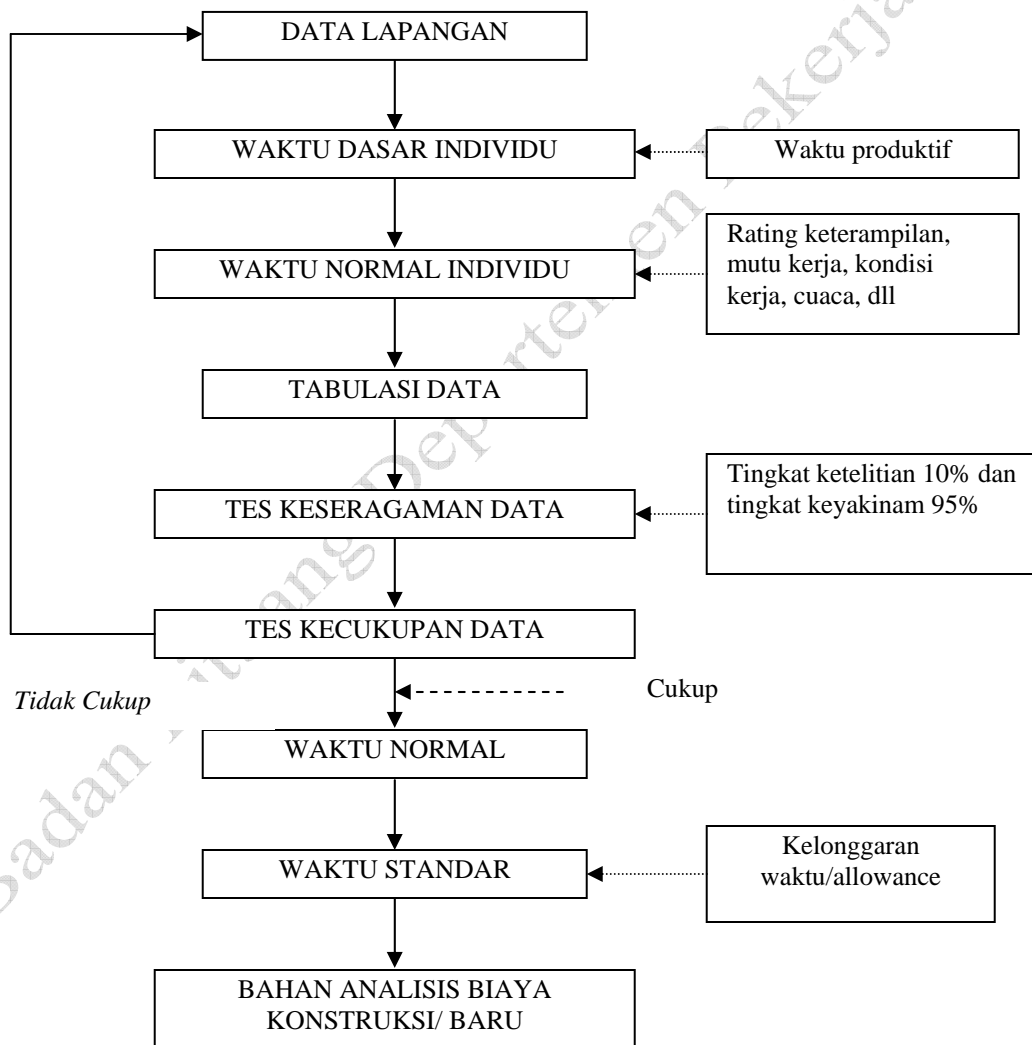 DATA LAPANGAN
WAKTU DASAR INDIVIDU
Waktu produktif
WAKTU NORMAL INDIVIDU
Rating keterampilan,
mutu kerja, kondisi
kerja, cuaca, dll
TABULASI DATA
TES KESERAGAMAN DATA
Tingkat ketelitian 10% dan
tingkat keyakinam 95%
TES KECUKUPAN DATA
Tidak Cukup
Cukup
WAKTU NORMAL
WAKTU STANDAR
Kelonggaran
waktu/allowance
BAHAN ANALISIS BIAYA
KONSTRUKSI/ BARU
Badan